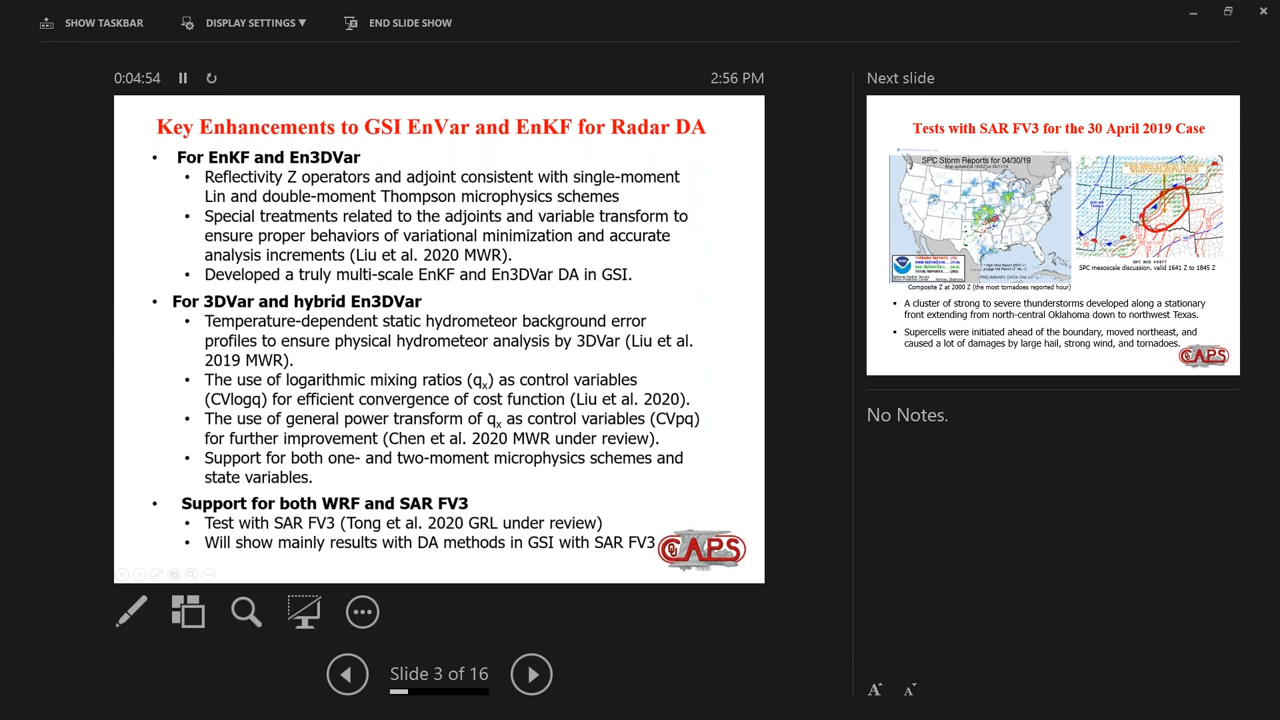 SHOW TASKBAR
DISPLAY SETTINGS ▼
END SLIDE SHOW
0:04:54
2:56 PM
Key Enhancements to GSI EnVar and EnKF for Radar DA
• For EnKF and En3DVar
• Reflectivity Z operators and adjoint consistent with single-moment
Lin and double-moment Thompson microphysics schemes
• Special treatments related to the adjoints and variable transform to
ensure proper behaviors of variational minimization and accurate
analysis increments (Liu et al. 2020 MWR).
• Developed a truly multi-scale EnKF and En3DVar DA in GSI.
• For 3DVar and hybrid En3DVar
• Temperature-dependent static hydrometeor background error
profiles to ensure physical hydrometeor analysis by 3DVar (Liu et al.
2019 MWR).
• The use of logarithmic mixing ratios (qx) as control variables
(CVlogq) for efficient convergence of cost function (Liu et al. 2020).
• The use of general power transform of qx as control variables (CVpq)
for further improvement (Chen et al. 2020 MWR under review).
• Support for both one- and two-moment microphysics schemes and
state variables.
• Support for both WRF and SAR FV3
• Test with SAR FV3 (Tong et al. 2020 GRL under review)
• Will show mainly results with DA methods in GSI with SAR FV3
CAPS
Slide 3 of 16
Next slide
Tests with SAR FV3 for the 30 April 2019 Case
SPC Storm Reports for 04/30/19
PRELIMINARY DATA ONLY
Composite Z at 2000 Z (the most tornadoes reported hour)
SPC mesoscale discussion, valid 1641 Z to 1845 Z
• A cluster of strong to severe thunderstorms developed along a stationary
front extending from north-central Oklahoma down to northwest Texas.
• Supercells were initiated ahead of the boundary, moved northeast, and
caused a lot of damages by large hail, strong wind, and tornadoes.
CAPS
No Notes.
A A